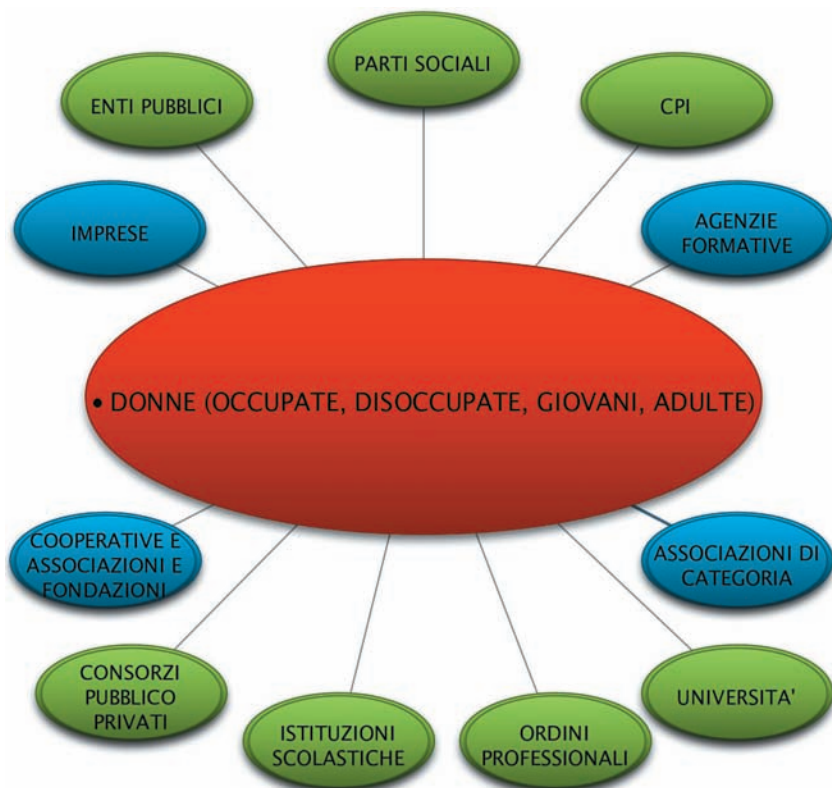 PARTI SOCIALI
ENTI PUBBLICI
CPI
IMPRESE
AGENZIE
FORMATIVE
• DONNE (OCCUPATE, DISOCCUPATE, GIOVANI, ADULTE)
COOPERATIVE E
ASSOCIAZIONI E
FONDAZIONI
ASSOCIAZIONI DI
CATEGORIA
CONSORZI
PUBBLICO
PRIVATI
UNIVERSITA'
ISTITUZIONI
SCOLASTICHE
ORDINI
PROFESSIONALI